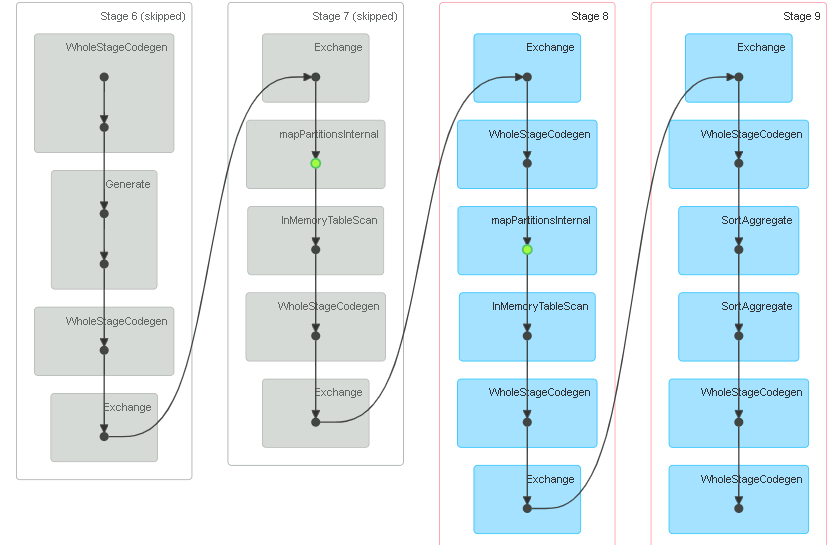 Stage 6 (skipped)
WholeStageCodegen
Generate
WholeStageCodegen
Exchange
Stage 7 (skipped)
Exchange
mapPartitionsInternal
InMemoryTableScan
WholeStageCodegen
Exchange
Stage 8
Exchange
WholeStageCodegen
mapPartitionsInternal
InMemoryTableScan
WholeStageCodegen
Exchange
Stage 9
Exchange
WholeStageCodegen
SortAggregate
SortAggregate
WholeStageCodegen
WholeStageCodegen